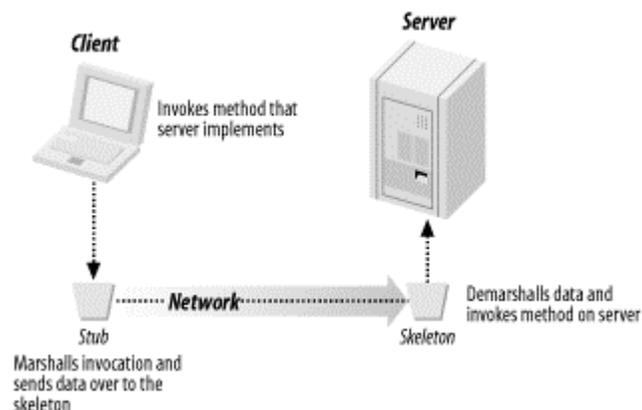 Client
Server
Invokes method that
server implements
Network
Stub
Skeleton
Demarshalls data and
invokes method on server
Marshalls invocation and
sends data over to the
skeleton